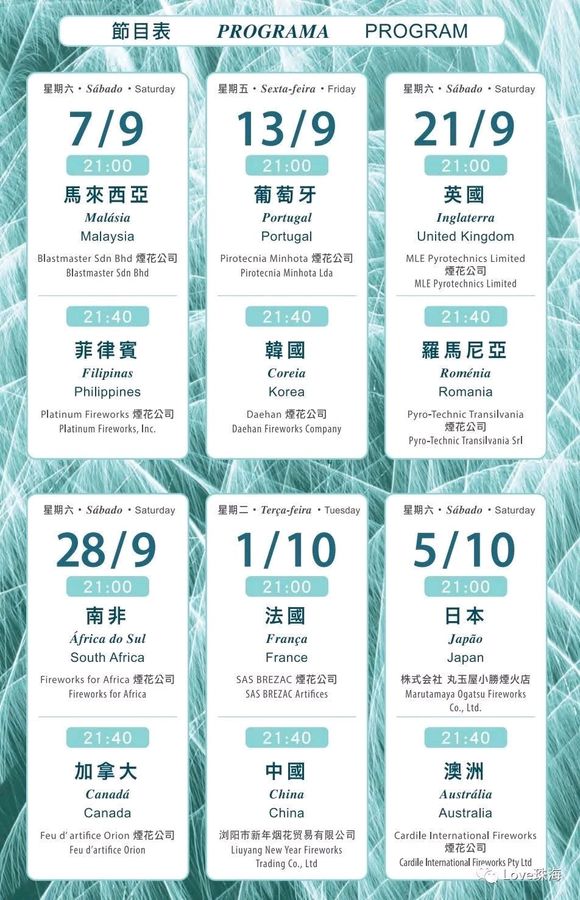 節目表 PROGRAMA PROGRAM
星期六・Sábado・Saturday
7/9
21:00
馬來西亞
Malásia
Malaysia
Blastmaster Sdn Bhd 煙花公司
Blastmaster Sdn Bhd
21:40
菲律賓
Filipinas
Philippines
Platinum Fireworks 煙花公司
Platinum Fireworks, Inc.
星期五・Sexta-feira・Friday
13/9
21:00
葡萄牙
Portugal
Portugal
Pirotecnia Minhota 煙花公司
Pirotecnia Minhota Lda
21:40
韓國
Coreia
Korea
Daehan 煙花公司
Daehan Fireworks Company
星期六・Sábado・Saturday
21/9
21:00
英國
Inglaterra
United Kingdom
MLE Pyrotechnics Limited
煙花公司
MLE Pyrotechnics Limited
21:40
羅馬尼亞
Roménia
Romania
Pyro-Technic Transilvania
煙花公司
Pyro-Technic Transilvania Srl
星期六・Sábado・Saturday
28/9
21:00
南非
África do Sul
South Africa
Fireworks for Africa 煙花公司
Fireworks for Africa
21:40
加拿大
Canadá
Canada
Feu d'artifice Orion 煙花公司
Feu d'artifice Orion
星期二・Terça-feira・Tuesday
1/10
21:00
法國
França
France
SAS BREZAC 煙花公司
SAS BREZAC Artifices
21:40
中國
China
China
浏阳市新年烟花贸易有限公司
Liuyang New Year Fireworks
Trading Co., Ltd
星期六・Sábado・Saturday
5/10
21:00
日本
Japão
Japan
株式会社 丸玉屋小勝煙火店
Marutamaya Ogatsu Fireworks
Co., Ltd.
21:40
澳洲
Austrália
Australia
Cardile International Fireworks
煙花公司
Cardile International Fireworks Pty Ltd
Love珠海